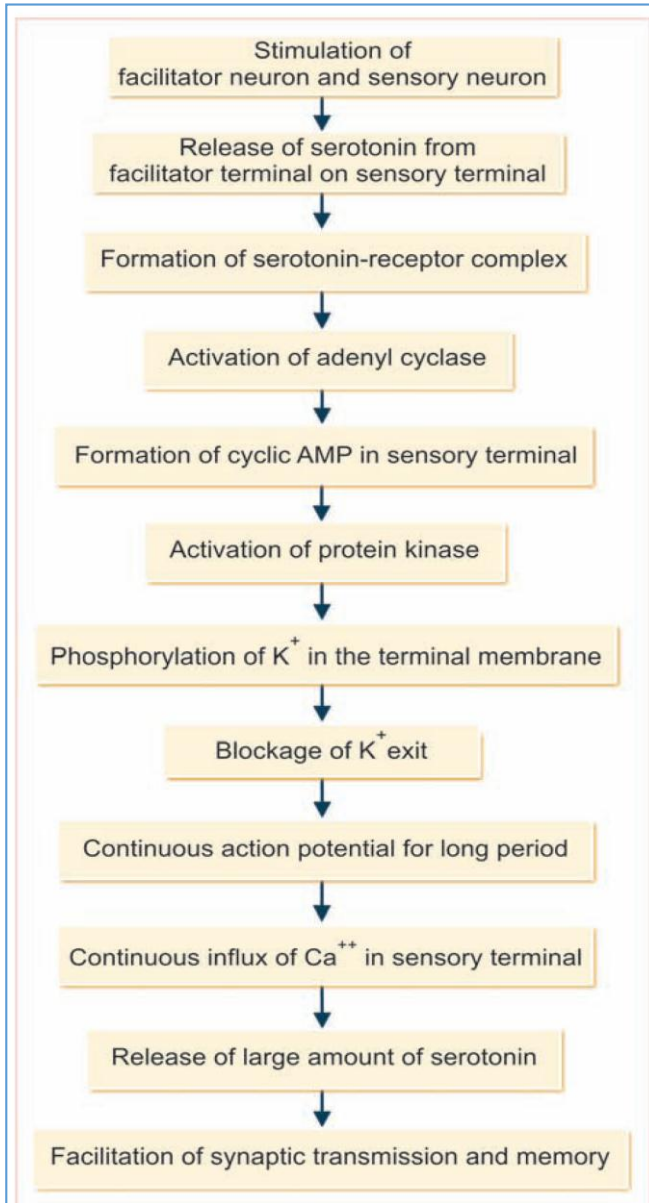 Stimulation of
facilitator neuron and sensory neuron
Release of serotonin from
facilitator terminal on sensory terminal
Formation of serotonin-receptor complex
Activation of adenyl cyclase
Formation of cyclic AMP in sensory terminal
Activation of protein kinase
Phosphorylation of K⁺ in the terminal membrane
Blockage of K⁺ exit
Continuous action potential for long period
Continuous influx of Ca⁺⁺ in sensory terminal
Release of large amount of serotonin
Facilitation of synaptic transmission and memory